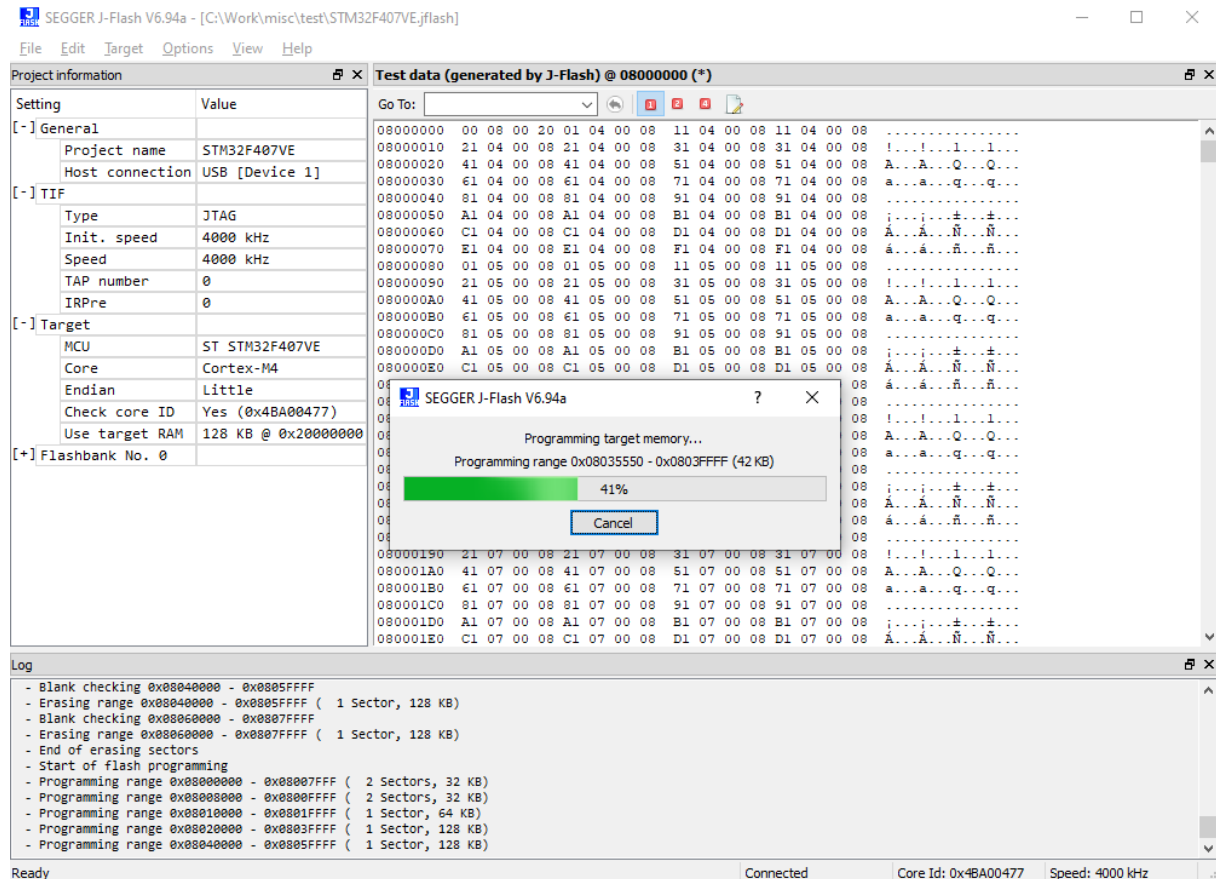 SEGGER J-Flash V6.94a - [C:\Work\misc\test\STM32F407VE.jflash]
File Edit Target Options View Help
Project information
Setting Value
[-] General
Project name STM32F407VE
Host connection USB [Device 1]
[-] TIF
Type JTAG
Init. speed 4000 kHz
Speed 4000 kHz
TAP number 0
IRPre 0
[-] Target
MCU ST STM32F407VE
Core Cortex-M4
Endian Little
Check core ID Yes (0x4BA00477)
Use target RAM 128 KB @ 0x20000000
[+] Flashbank No. 0
Test data (generated by J-Flash) @ 08000000 (*)
Go To: 1 2 4
08000000 00 08 00 20 01 04 00 08 11 04 00 08 11 04 00 08 ... .............
08000010 21 04 00 08 21 04 00 08 31 04 00 08 31 04 00 08 !...!...1...1...
08000020 41 04 00 08 41 04 00 08 51 04 00 08 51 04 00 08 A...A...Q...Q...
08000030 61 04 00 08 61 04 00 08 71 04 00 08 71 04 00 08 a...a...q...q...
08000040 81 04 00 08 81 04 00 08 91 04 00 08 91 04 00 08 ................
08000050 A1 04 00 08 A1 04 00 08 B1 04 00 08 B1 04 00 08 ¡...¡...±...±...
08000060 C1 04 00 08 C1 04 00 08 D1 04 00 08 D1 04 00 08 Á...Á...Ñ...Ñ...
08000070 E1 04 00 08 E1 04 00 08 F1 04 00 08 F1 04 00 08 á...á...ñ...ñ...
08000080 01 05 00 08 01 05 00 08 11 05 00 08 11 05 00 08 ................
08000090 21 05 00 08 21 05 00 08 31 05 00 08 31 05 00 08 !...!...1...1...
080000A0 41 05 00 08 41 05 00 08 51 05 00 08 51 05 00 08 A...A...Q...Q...
080000B0 61 05 00 08 61 05 00 08 71 05 00 08 71 05 00 08 a...a...q...q...
080000C0 81 05 00 08 81 05 00 08 91 05 00 08 91 05 00 08 ................
080000D0 A1 05 00 08 A1 05 00 08 B1 05 00 08 B1 05 00 08 ¡...¡...±...±...
080000E0 C1 05 00 08 C1 05 00 08 D1 05 00 08 D1 05 00 08 Á...Á...Ñ...Ñ...
08 á...á...ñ...ñ...
08 ................
08 !...!...1...1...
08 A...A...Q...Q...
08 a...a...q...q...
08 ................
08 ¡...¡...±...±...
08 Á...Á...Ñ...Ñ...
08 á...á...ñ...ñ...
08 ................
08000190 21 07 00 08 21 07 00 08 31 07 00 08 31 07 00 08 !...!...1...1...
080001A0 41 07 00 08 41 07 00 08 51 07 00 08 51 07 00 08 A...A...Q...Q...
080001B0 61 07 00 08 61 07 00 08 71 07 00 08 71 07 00 08 a...a...q...q...
080001C0 81 07 00 08 81 07 00 08 91 07 00 08 91 07 00 08 ................
080001D0 A1 07 00 08 A1 07 00 08 B1 07 00 08 B1 07 00 08 ¡...¡...±...±...
080001E0 C1 07 00 08 C1 07 00 08 D1 07 00 08 D1 07 00 08 Á...Á...Ñ...Ñ...
SEGGER J-Flash V6.94a
Programming target memory...
Programming range 0x08035550 - 0x0803FFFF (42 KB)
41%
Cancel
Log
- Blank checking 0x08040000 - 0x0805FFFF
- Erasing range 0x08040000 - 0x0805FFFF ( 1 Sector, 128 KB)
- Blank checking 0x08060000 - 0x0807FFFF
- Erasing range 0x08060000 - 0x0807FFFF ( 1 Sector, 128 KB)
- End of erasing sectors
- Start of flash programming
- Programming range 0x08000000 - 0x08007FFF ( 2 Sectors, 32 KB)
- Programming range 0x08008000 - 0x0800FFFF ( 2 Sectors, 32 KB)
- Programming range 0x08010000 - 0x0801FFFF ( 1 Sector, 64 KB)
- Programming range 0x08020000 - 0x0803FFFF ( 1 Sector, 128 KB)
- Programming range 0x08040000 - 0x0805FFFF ( 1 Sector, 128 KB)
Ready Connected Core Id: 0x4BA00477 Speed: 4000 kHz